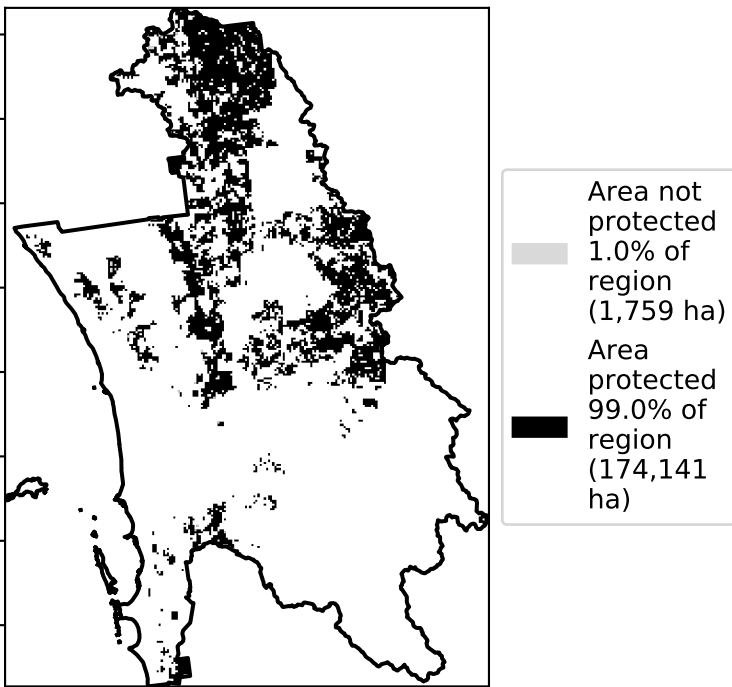 Area not
protected
1.0% of
region
(1,759 ha)
Area
protected
99.0% of
region
(174,141
ha)